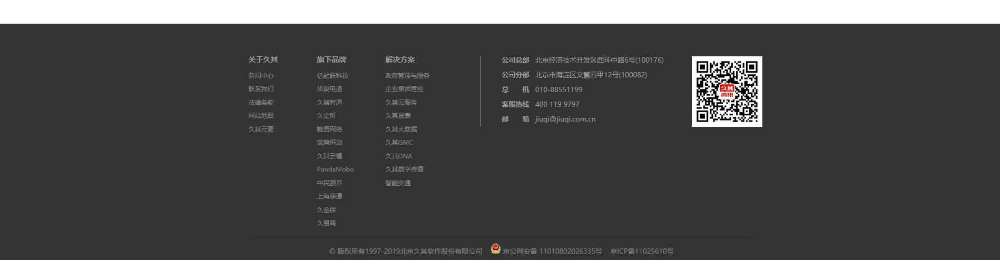 关于久其
新闻中心
联系我们
法律条款
网站地图
久其元素
旗下品牌
亿起联科技
华夏电通
久其智通
久金所
蜂语网络
瑞意恒动
久其云福
PandaMobo
中民颐养
上海移通
久金保
久易商
解决方案
政府管理与服务
企业集团管控
久其云服务
久其报表
久其大数据
久其GMC
久其DNA
久其数字传播
智能交通
公司总部 北京经济技术开发区西环中路6号(100176)
公司分部 北京市海淀区文慧园甲12号(100082)
总 机 010-88551199
客服热线 400 119 9797
邮 箱 jiuqi@jiuqi.com.cn
久其
资讯
© 版权所有1997-2019北京久其软件股份有限公司 京公网安备 11010802026335号 京ICP备11025610号